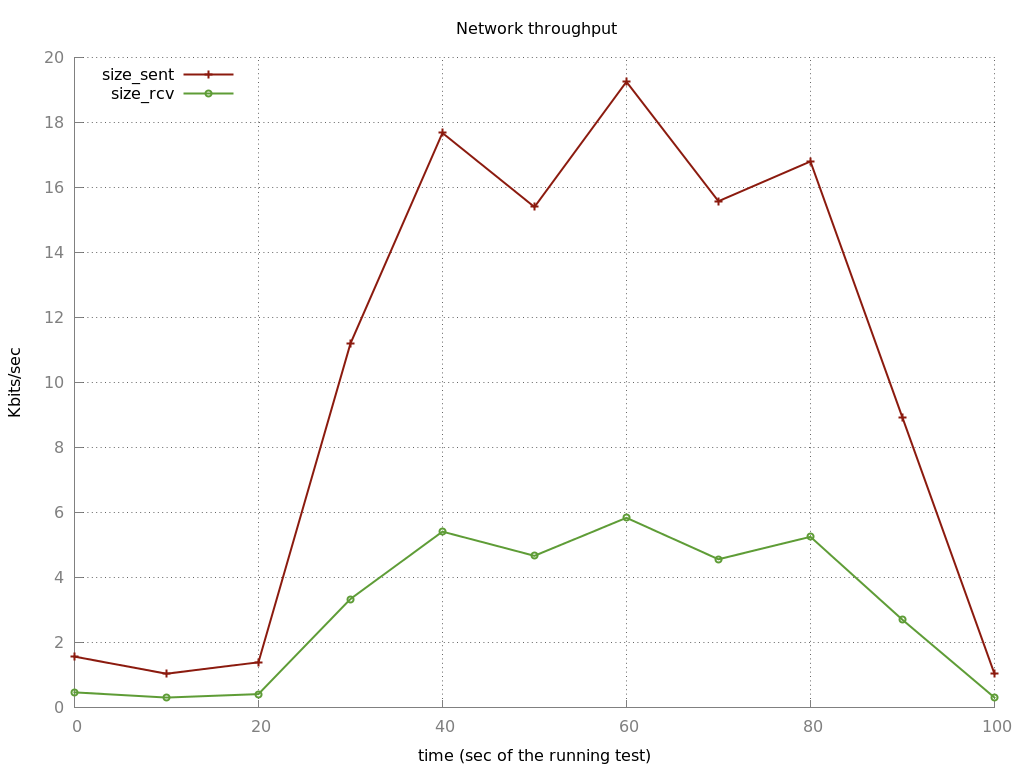 Network throughput
size_sent
size_rcv
20
18
16
14
12
10
8
6
4
2
0
Kbits/sec
0 20 40 60 80 100
time (sec of the running test)